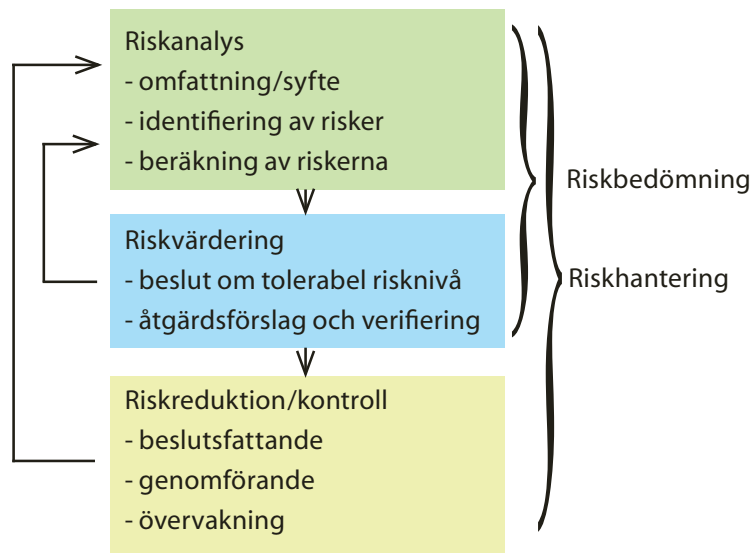 Riskanalys
- omfattning/syfte
- identifiering av risker
- beräkning av riskerna
Riskbedömning
Riskvärdering
- beslut om tolerabel risknivå
- åtgärdsförslag och verifiering
Riskhantering
Riskreduktion/kontroll
- beslutsfattande
- genomförande
- övervakning